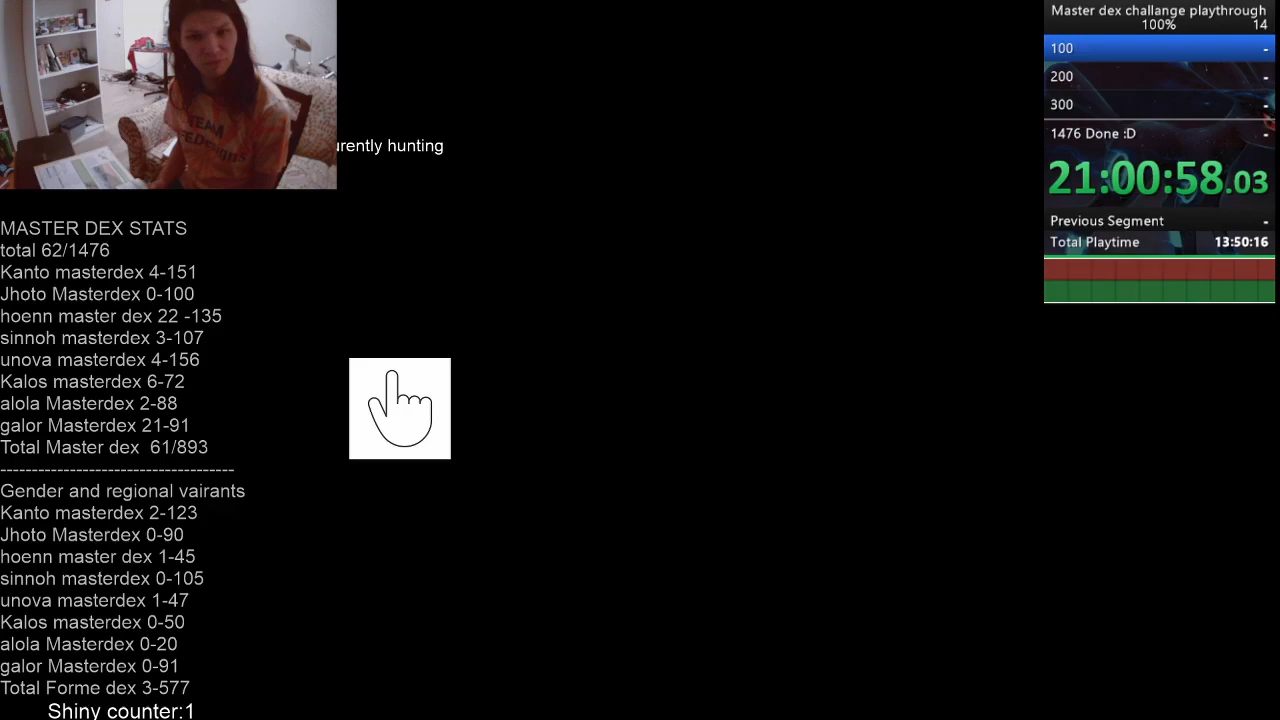 Master dex challange playthrough
100% 14
100 -
200 -
300 -
1476 Done :D -
21:00:58.03
Previous Segment -
Total Playtime 13:50:16
TEAM
urently hunting
MASTER DEX STATS
total 62/1476
Kanto masterdex 4-151
Jhoto Masterdex 0-100
hoenn master dex 22 -135
sinnoh masterdex 3-107
unova masterdex 4-156
Kalos masterdex 6-72
alola Masterdex 2-88
galor Masterdex 21-91
Total Master dex  61/893
------------------------------------
Gender and regional vairants
Kanto masterdex 2-123
Jhoto Masterdex 0-90
hoenn master dex 1-45
sinnoh masterdex 0-105
unova masterdex 1-47
Kalos masterdex 0-50
alola Masterdex 0-20
galor Masterdex 0-91
Total Forme dex 3-577
Shiny counter:1